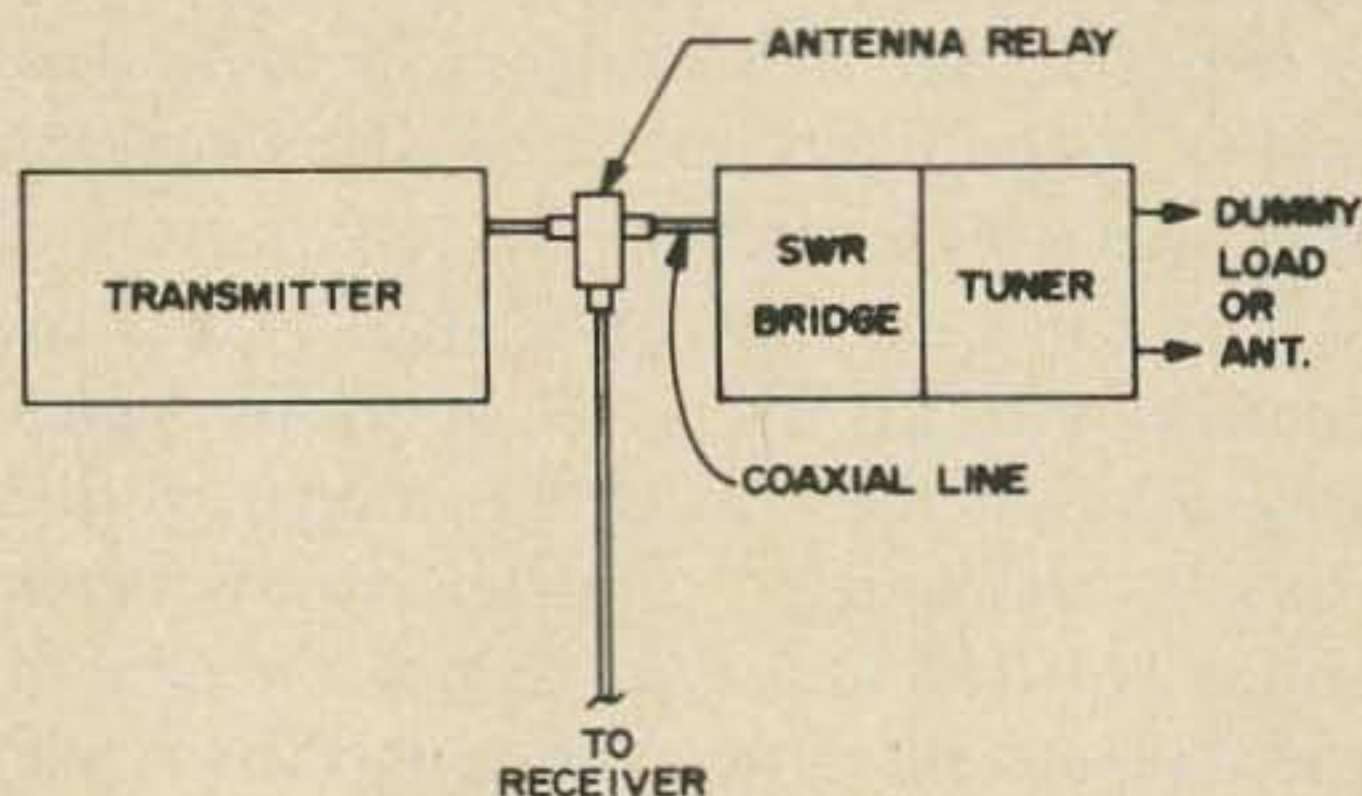 ANTENNA RELAY
TRANSMITTER
SWR
BRIDGE
TUNER
DUMMY
LOAD
OR
ANT.
COAXIAL LINE
TO
RECEIVER